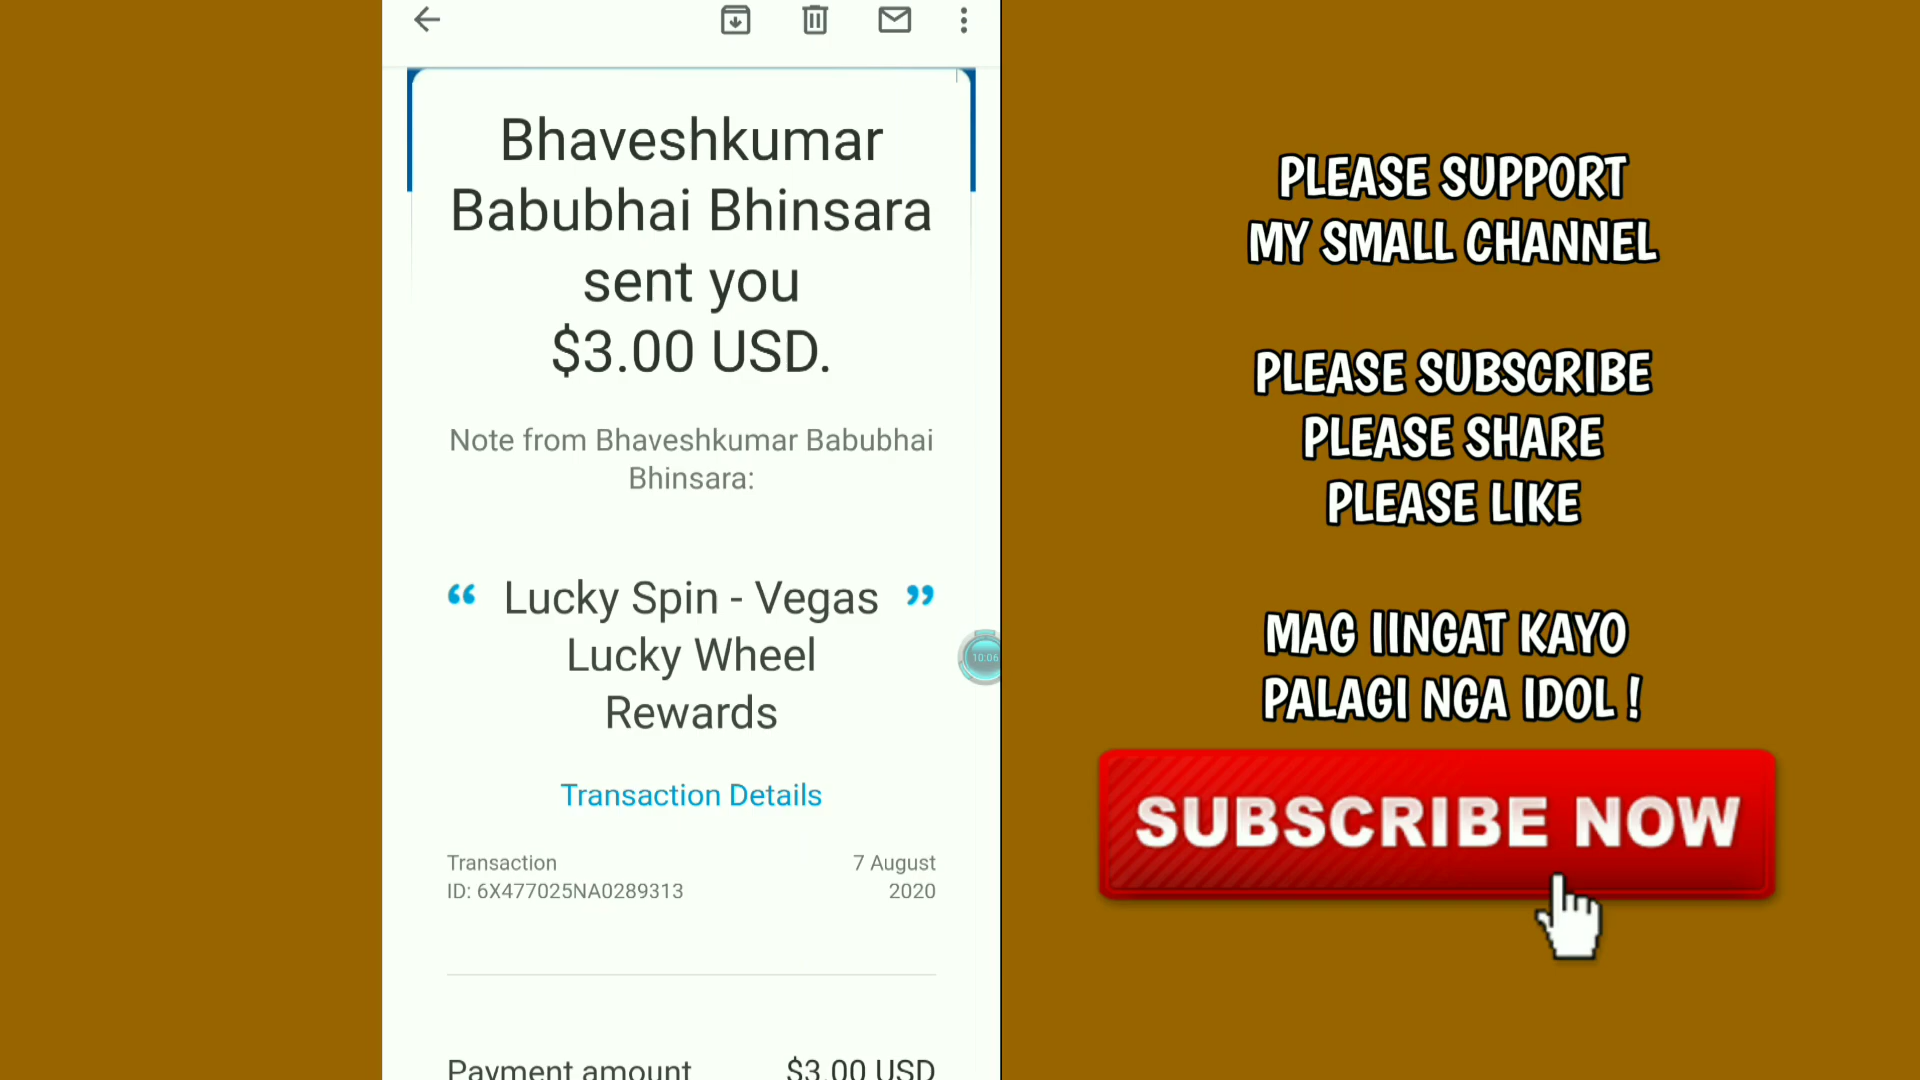 Bhaveshkumar
Babubhai Bhinsara
sent you
$3.00 USD.
Note from Bhaveshkumar Babubhai
Bhinsara:
“ Lucky Spin - Vegas ”
Lucky Wheel
Rewards
Transaction Details
Transaction
ID: 6X477025NA0289313
7 August
2020
Payment amount $3.00 USD
10:06
PLEASE SUPPORT
MY SMALL CHANNEL
PLEASE SUBSCRIBE
PLEASE SHARE
PLEASE LIKE
MAG IINGAT KAYO
PALAGI NGA IDOL !
SUBSCRIBE NOW